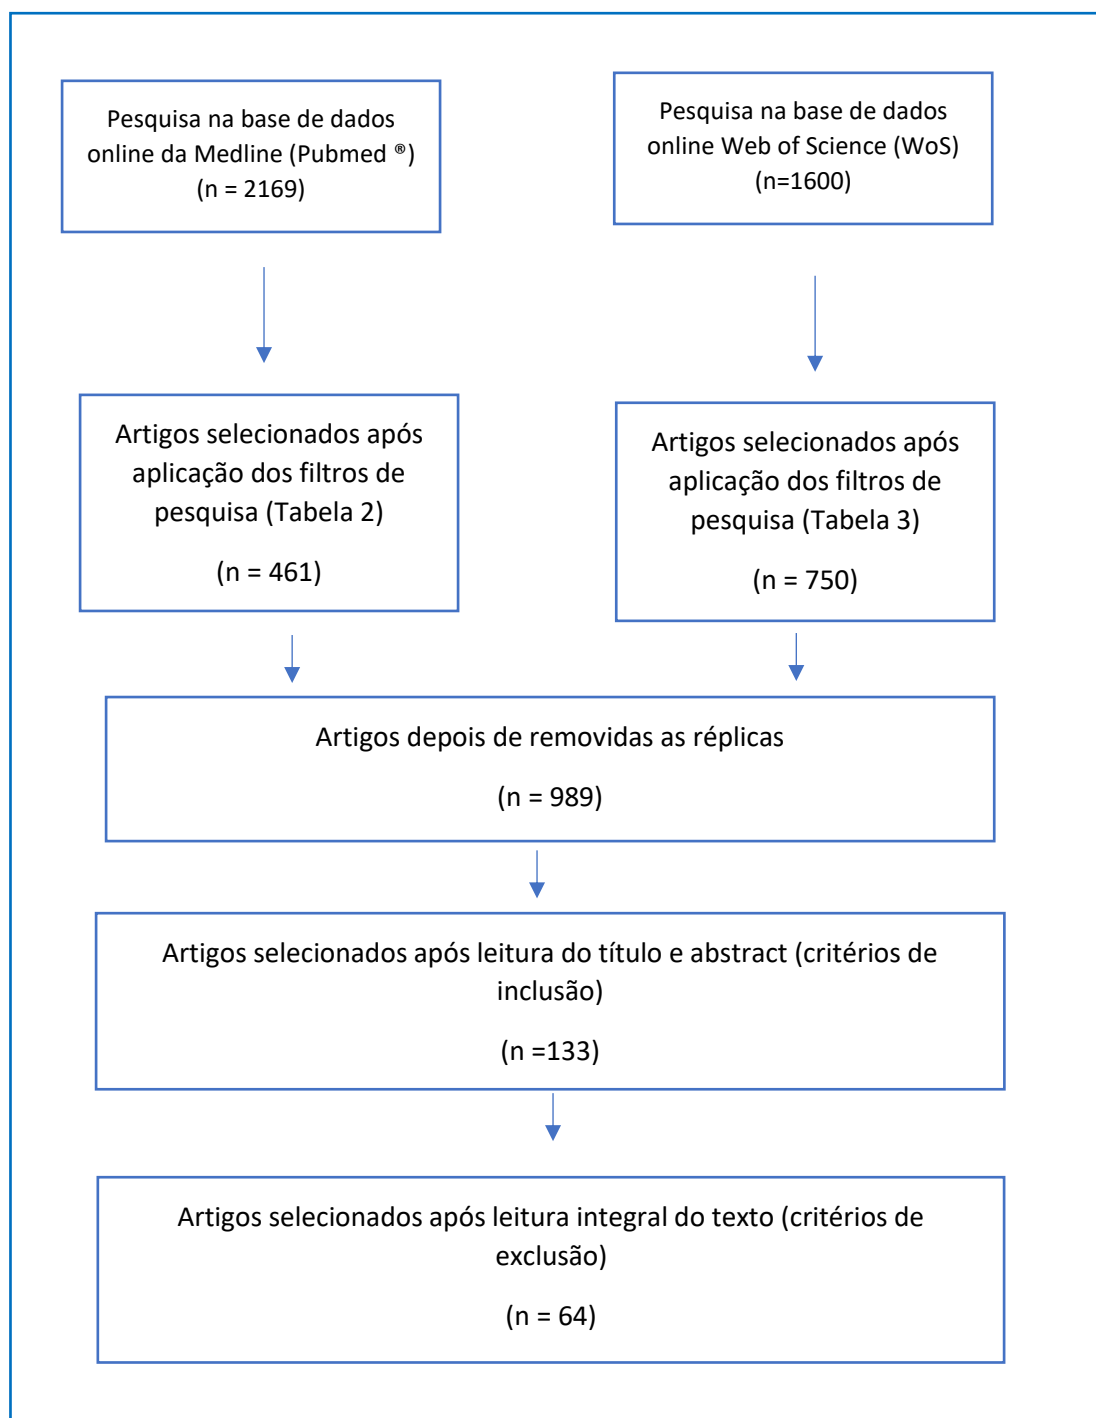 Pesquisa na base de dados
online da Medline (Pubmed ®)
(n = 2169)
Pesquisa na base de dados
online Web of Science (WoS)
(n=1600)
Artigos selecionados após
aplicação dos filtros de
pesquisa (Tabela 2)
(n = 461)
Artigos selecionados após
aplicação dos filtros de
pesquisa (Tabela 3)
(n = 750)
Artigos depois de removidas as réplicas
(n = 989)
Artigos selecionados após leitura do título e abstract (critérios de
inclusão)
(n =133)
Artigos selecionados após leitura integral do texto (critérios de
exclusão)
(n = 64)